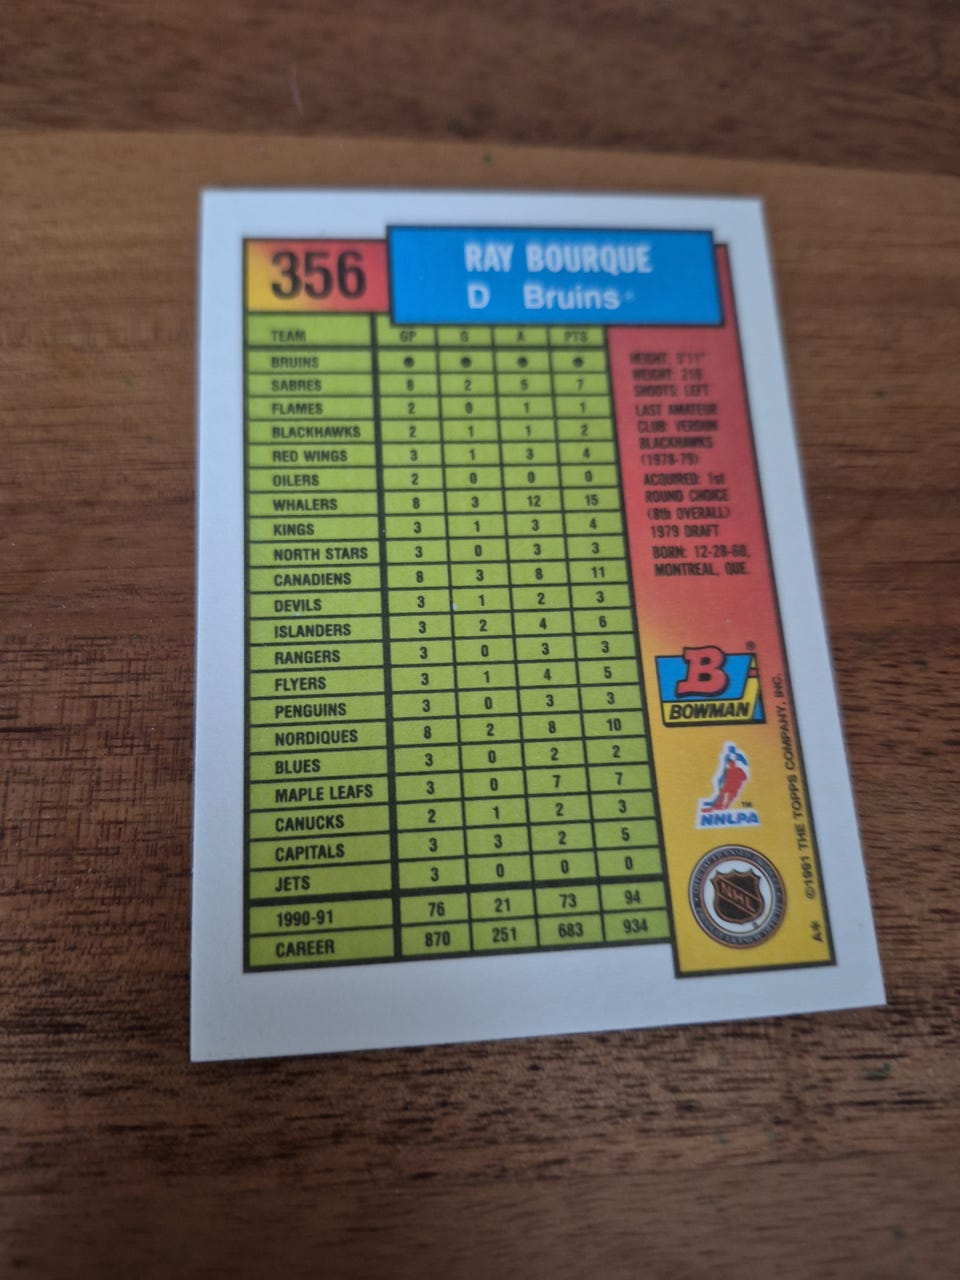 356
RAY BOURQUE
D Bruins
TEAM GP G A PTS
BRUINS ● ● ● ●
SABRES 8 2 5 7
FLAMES 2 0 1 1
BLACKHAWKS 2 1 1 2
RED WINGS 3 1 3 4
OILERS 2 0 0 0
WHALERS 8 3 12 15
KINGS 3 1 3 4
NORTH STARS 3 0 3 3
CANADIENS 8 3 8 11
DEVILS 3 1 2 3
ISLANDERS 3 2 4 6
RANGERS 3 0 3 3
FLYERS 3 1 4 5
PENGUINS 3 0 3 3
NORDIQUES 8 2 8 10
BLUES 3 0 2 2
MAPLE LEAFS 3 0 7 7
CANUCKS 2 1 2 3
CAPITALS 3 3 2 5
JETS 3 0 0 0
1990-91 76 21 73 94
CAREER 870 251 683 934
HEIGHT: 5'11"
WEIGHT: 210
SHOOTS: LEFT
LAST AMATEUR
CLUB: VERDUN
BLACKHAWKS
(1978-79)
ACQUIRED: 1st
ROUND CHOICE
(8th OVERALL)
1979 DRAFT
BORN: 12-28-60,
MONTREAL, QUE.
B®
BOWMAN
NHLPA™
NHL
©1991 THE TOPPS COMPANY, INC.
A*